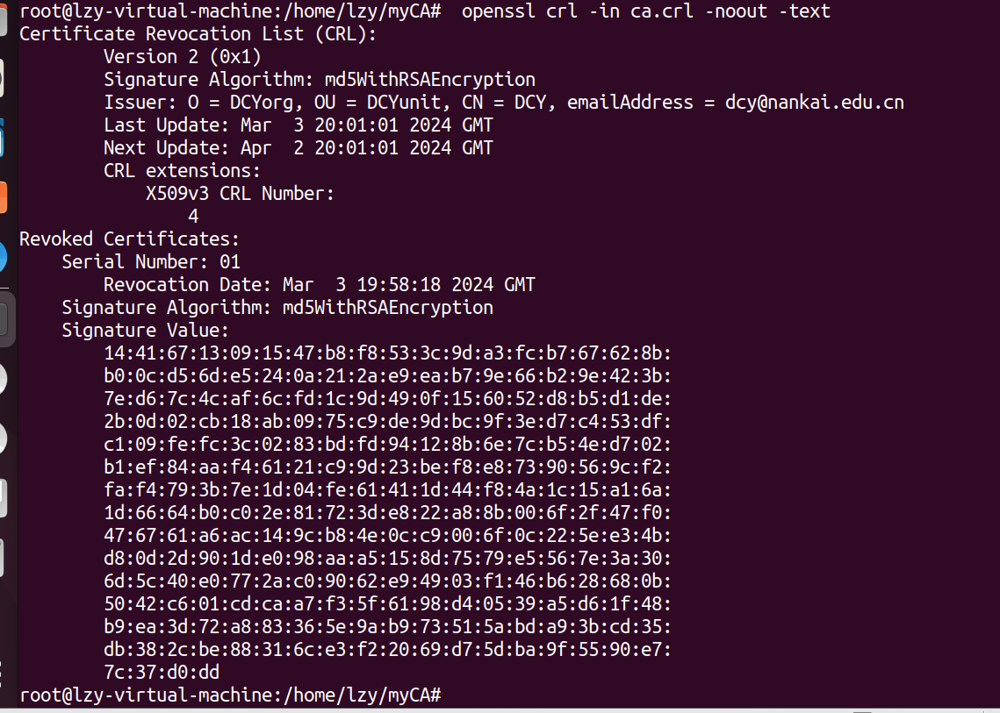 root@lzy-virtual-machine:/home/lzy/myCA#  openssl crl -in ca.crl -noout -text
Certificate Revocation List (CRL):
        Version 2 (0x1)
        Signature Algorithm: md5WithRSAEncryption
        Issuer: O = DCYorg, OU = DCYunit, CN = DCY, emailAddress = dcy@nankai.edu.cn
        Last Update: Mar  3 20:01:01 2024 GMT
        Next Update: Apr  2 20:01:01 2024 GMT
        CRL extensions:
            X509v3 CRL Number:
                4
Revoked Certificates:
    Serial Number: 01
        Revocation Date: Mar  3 19:58:18 2024 GMT
    Signature Algorithm: md5WithRSAEncryption
    Signature Value:
        14:41:67:13:09:15:47:b8:f8:53:3c:9d:a3:fc:b7:67:62:8b:
        b0:0c:d5:6d:e5:24:0a:21:2a:e9:ea:b7:9e:66:b2:9e:42:3b:
        7e:d6:7c:4c:af:6c:fd:1c:9d:49:0f:15:60:52:d8:b5:d1:de:
        2b:0d:02:cb:18:ab:09:75:c9:de:9d:bc:9f:3e:d7:c4:53:df:
        c1:09:fe:fc:3c:02:83:bd:fd:94:12:8b:6e:7c:b5:4e:d7:02:
        b1:ef:84:aa:f4:61:21:c9:9d:23:be:f8:e8:73:90:56:9c:f2:
        fa:f4:79:3b:7e:1d:04:fe:61:41:1d:44:f8:4a:1c:15:a1:6a:
        1d:66:64:b0:c0:2e:81:72:3d:e8:22:a8:8b:00:6f:2f:47:f0:
        47:67:61:a6:ac:14:9c:b8:4e:0c:c9:00:6f:0c:22:5e:e3:4b:
        d8:0d:2d:90:1d:e0:98:aa:a5:15:8d:75:79:e5:56:7e:3a:30:
        6d:5c:40:e0:77:2a:c0:90:62:e9:49:03:f1:46:b6:28:68:0b:
        50:42:c6:01:cd:ca:a7:f3:5f:61:98:d4:05:39:a5:d6:1f:48:
        b9:ea:3d:72:a8:83:36:5e:9a:b9:73:51:5a:bd:a9:3b:cd:35:
        db:38:2c:be:88:31:6c:e3:f2:20:69:d7:5d:ba:9f:55:90:e7:
        7c:37:d0:dd
root@lzy-virtual-machine:/home/lzy/myCA#